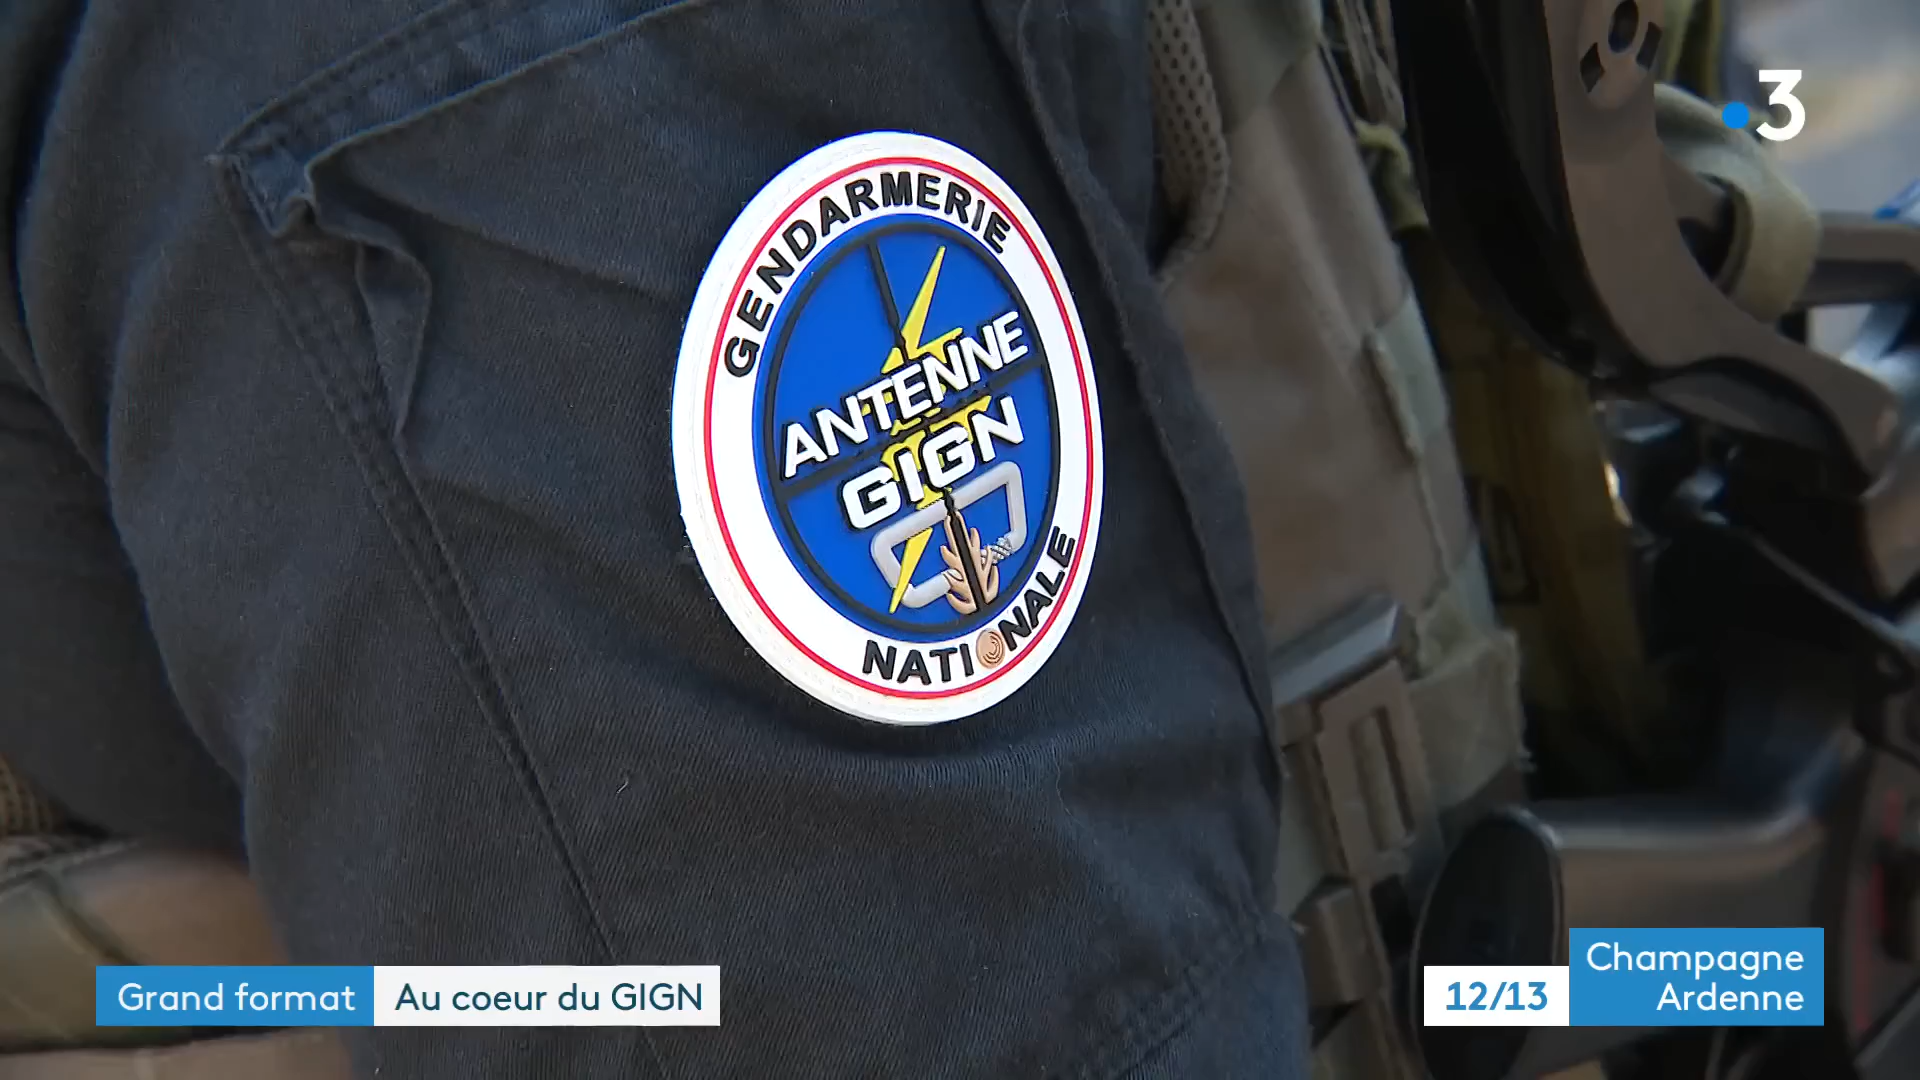 3
GENDARMERIE
ANTENNE
GIGN
NATIONALE
Grand format
Au coeur du GIGN
12/13
Champagne
Ardenne